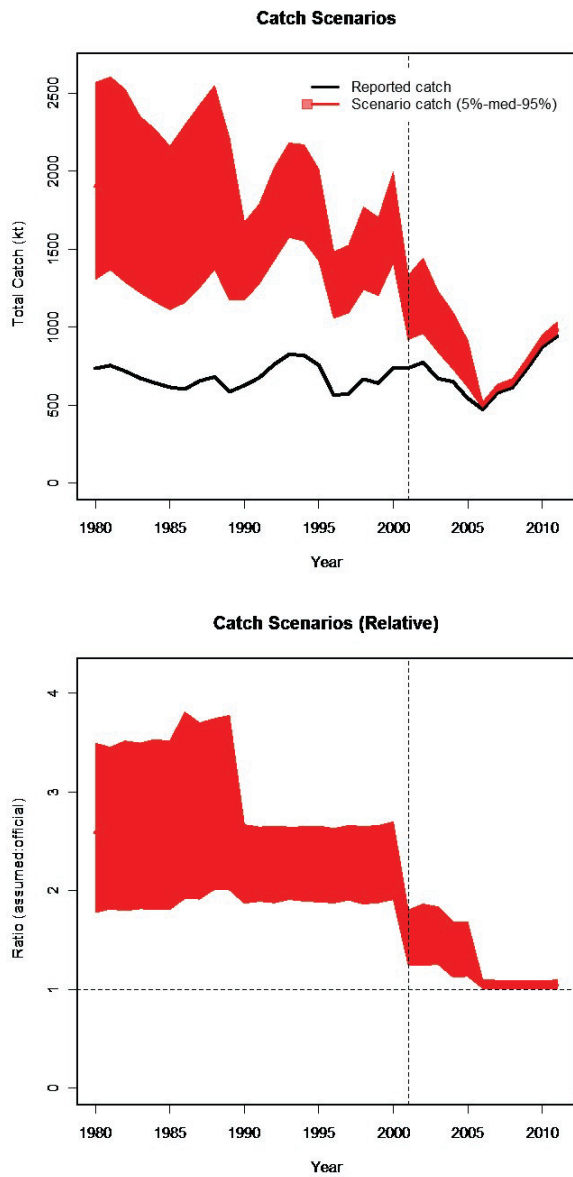 Catch Scenarios
Reported catch
Scenario catch (5%-med-95%)
Total Catch (kt)
2500
2000
1500
1000
500
0
1980 1985 1990 1995 2000 2005 2010
Year
Catch Scenarios (Relative)
Ratio (assumed:official)
4
3
2
1
0
1980 1985 1990 1995 2000 2005 2010
Year